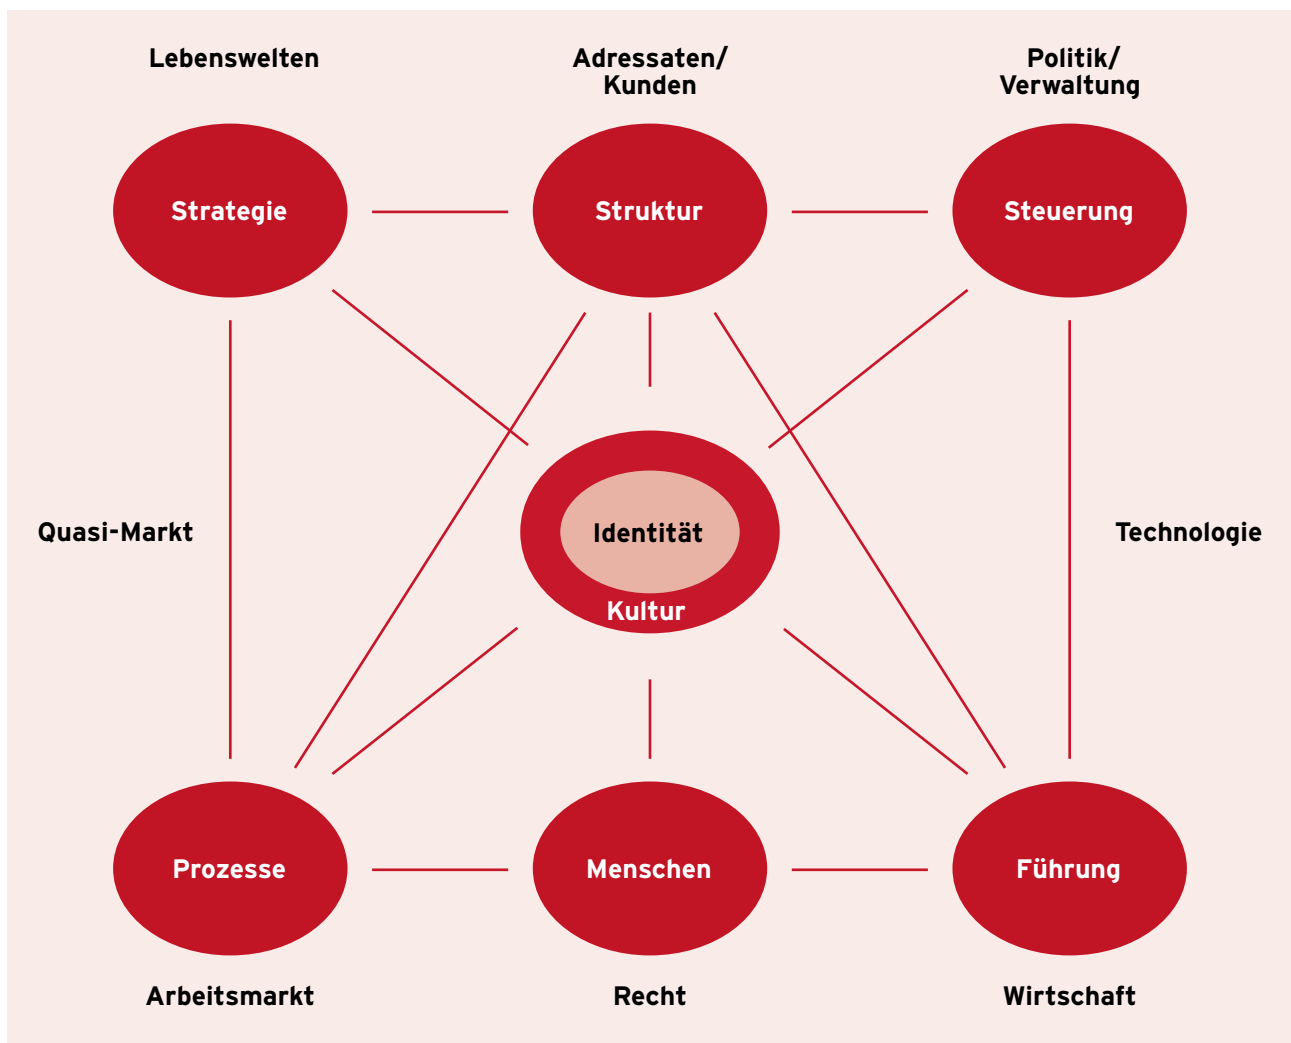 Lebenswelten
Adressaten/
Kunden
Politik/
Verwaltung
Strategie
Struktur
Steuerung
Quasi-Markt
Identität
Kultur
Technologie
Prozesse
Menschen
Führung
Arbeitsmarkt
Recht
Wirtschaft